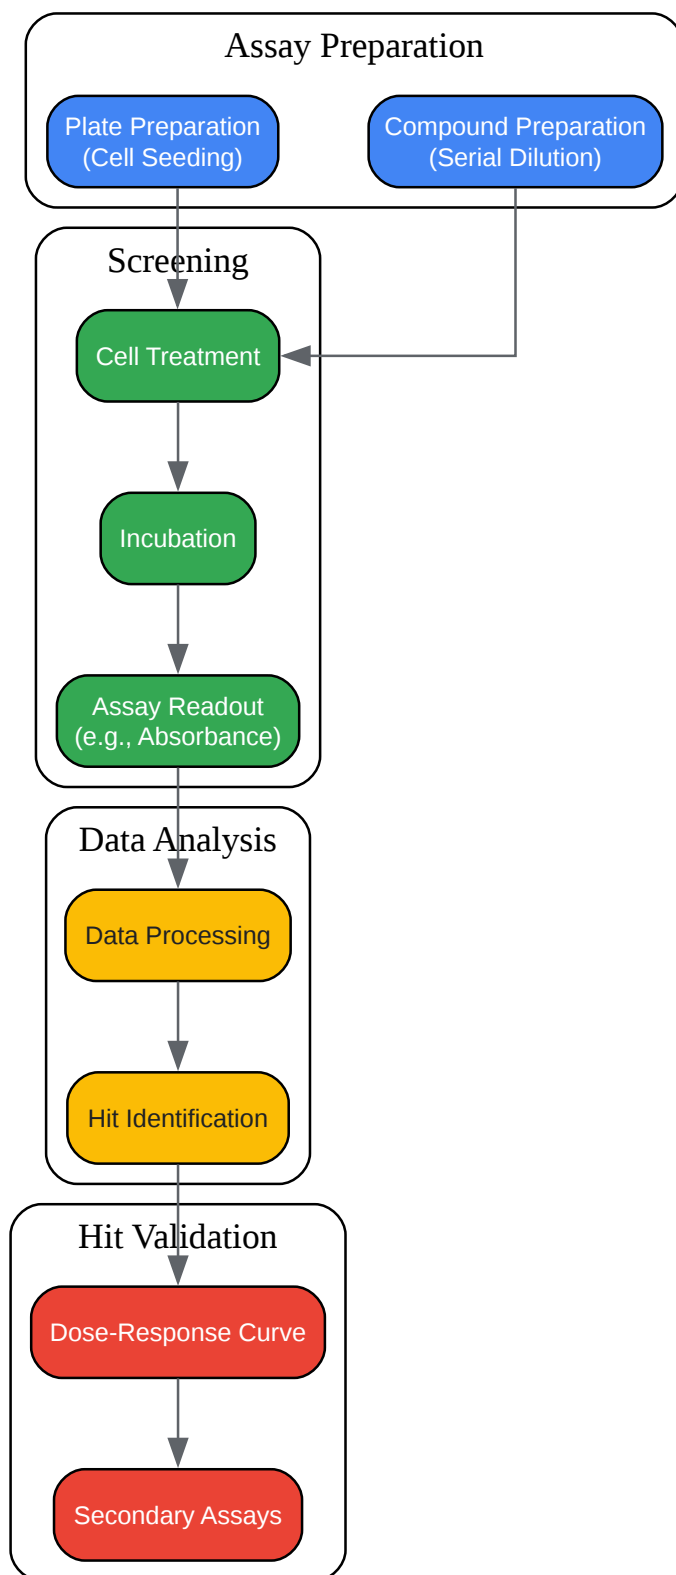 Assay Preparation
Plate Preparation
(Cell Seeding)
Compound Preparation
(Serial Dilution)
Screening
Cell Treatment
Incubation
Assay Readout
(e.g., Absorbance)
Data Analysis
Data Processing
Hit Identification
Hit Validation
Dose-Response Curve
Secondary Assays